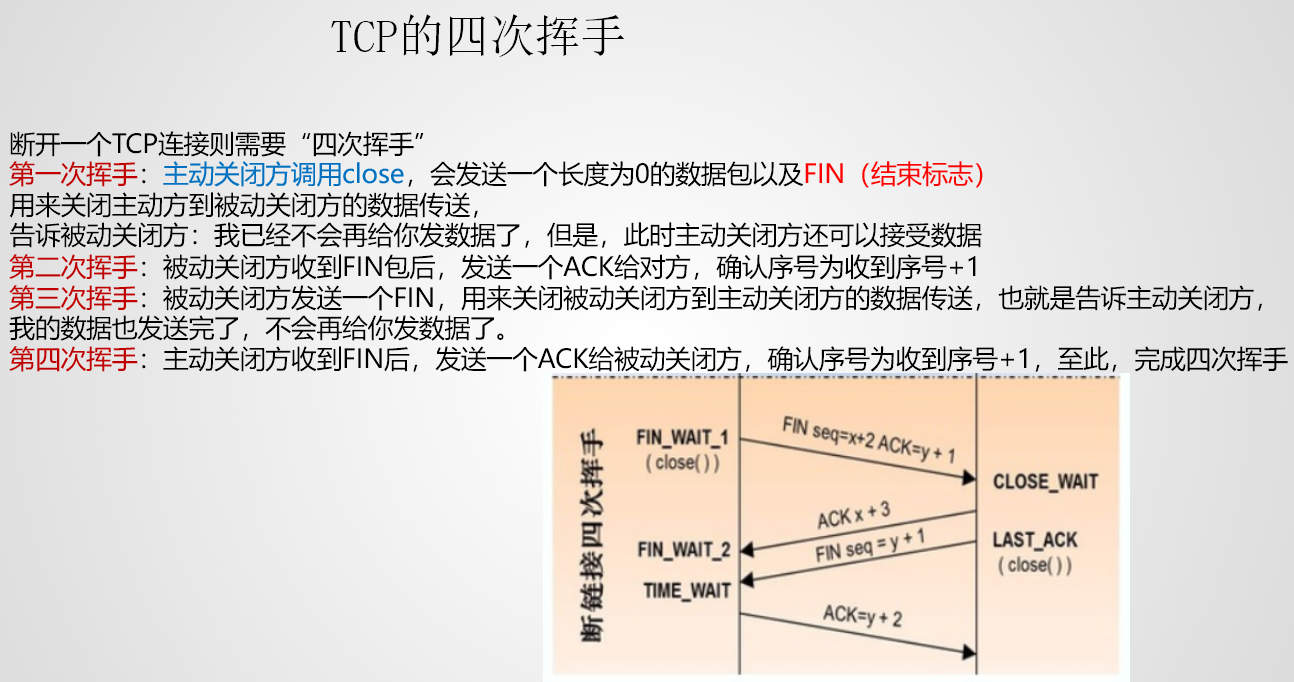 TCP的四次挥手
断开一个TCP连接则需要“四次挥手”
第一次挥手：主动关闭方调用close，会发送一个长度为0的数据包以及FIN（结束标志）
用来关闭主动方到被动关闭方的数据传送，
告诉被动关闭方：我已经不会再给你发数据了，但是，此时主动关闭方还可以接受数据
第二次挥手：被动关闭方收到FIN包后，发送一个ACK给对方，确认序号为收到序号+1
第三次挥手：被动关闭方发送一个FIN，用来关闭被动关闭方到主动关闭方的数据传送，也就是告诉主动关闭方，
我的数据也发送完了，不会再给你发数据了。
第四次挥手：主动关闭方收到FIN后，发送一个ACK给被动关闭方，确认序号为收到序号+1，至此，完成四次挥手
断链接四次挥手
FIN_WAIT_1
(close())
FIN seq=x+2 ACK=y + 1
CLOSE_WAIT
ACK x + 3
FIN_WAIT_2
FIN seq = y + 1
LAST_ACK
(close())
TIME_WAIT
ACK=y + 2